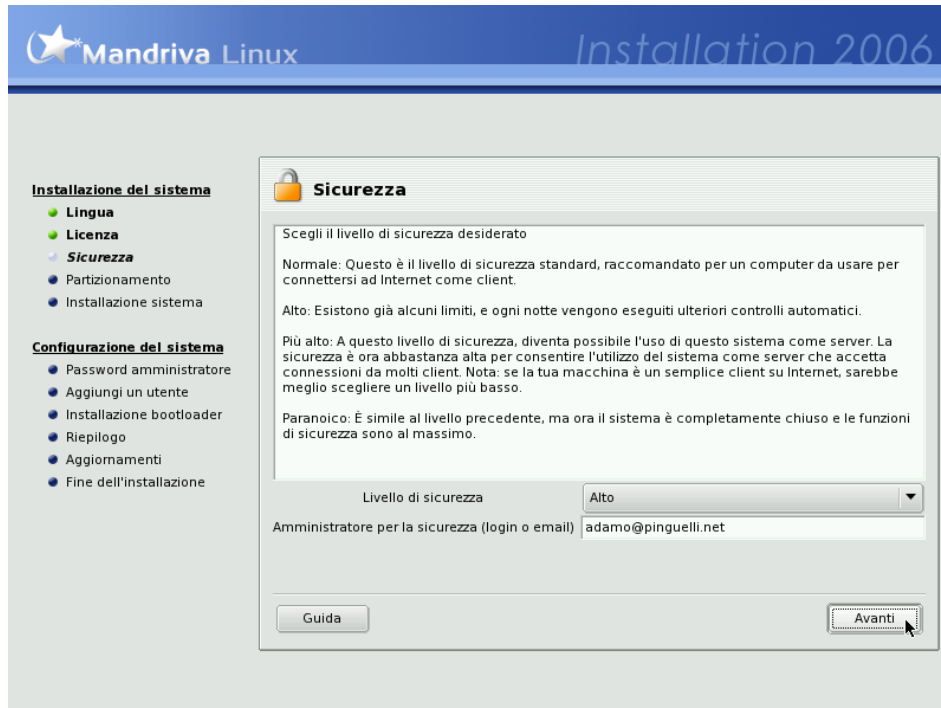 Mandriva Linux
Installation 2006
Installazione del sistema
Lingua
Licenza
Sicurezza
Partizionamento
Installazione sistema
Configurazione del sistema
Password amministratore
Aggiungi un utente
Installazione bootloader
Riepilogo
Aggiornamenti
Fine dell'installazione
Sicurezza
Scegli il livello di sicurezza desiderato
Normale: Questo è il livello di sicurezza standard, raccomandato per un computer da usare per
connettersi ad Internet come client.
Alto: Esistono già alcuni limiti, e ogni notte vengono eseguiti ulteriori controlli automatici.
Più alto: A questo livello di sicurezza, diventa possibile l'uso di questo sistema come server. La
sicurezza è ora abbastanza alta per consentire l'utilizzo del sistema come server che accetta
connessioni da molti client. Nota: se la tua macchina è un semplice client su Internet, sarebbe
meglio scegliere un livello più basso.
Paranoico: È simile al livello precedente, ma ora il sistema è completamente chiuso e le funzioni
di sicurezza sono al massimo.
Livello di sicurezza
Alto
Amministratore per la sicurezza (login o email)
adamo@pinguelli.net
Guida
Avanti